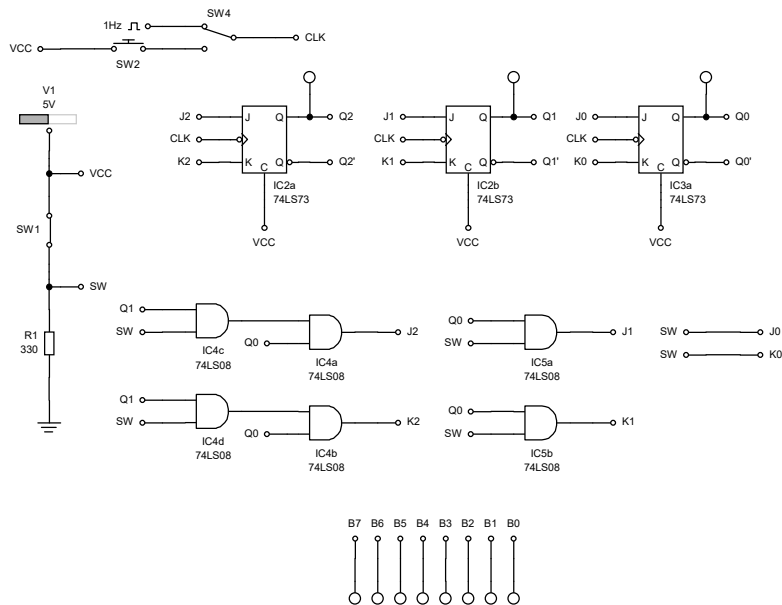 SW4
1Hz
CLK
VCC
SW2
V1
5V
VCC
SW1
SW
R1
330
J2 J Q Q2
CLK
K2 K Q Q2'
C
IC2a
74LS73
VCC
J1 J Q Q1
CLK
K1 K Q Q1'
C
IC2b
74LS73
VCC
J0 J Q Q0
CLK
K0 K Q Q0'
C
IC3a
74LS73
VCC
Q1
SW
IC4c
74LS08
Q0
J2
IC4a
74LS08
Q0
SW
J1
IC5a
74LS08
SW J0
SW K0
Q1
SW
IC4d
74LS08
Q0
K2
IC4b
74LS08
Q0
SW
K1
IC5b
74LS08
B7 B6 B5 B4 B3 B2 B1 B0